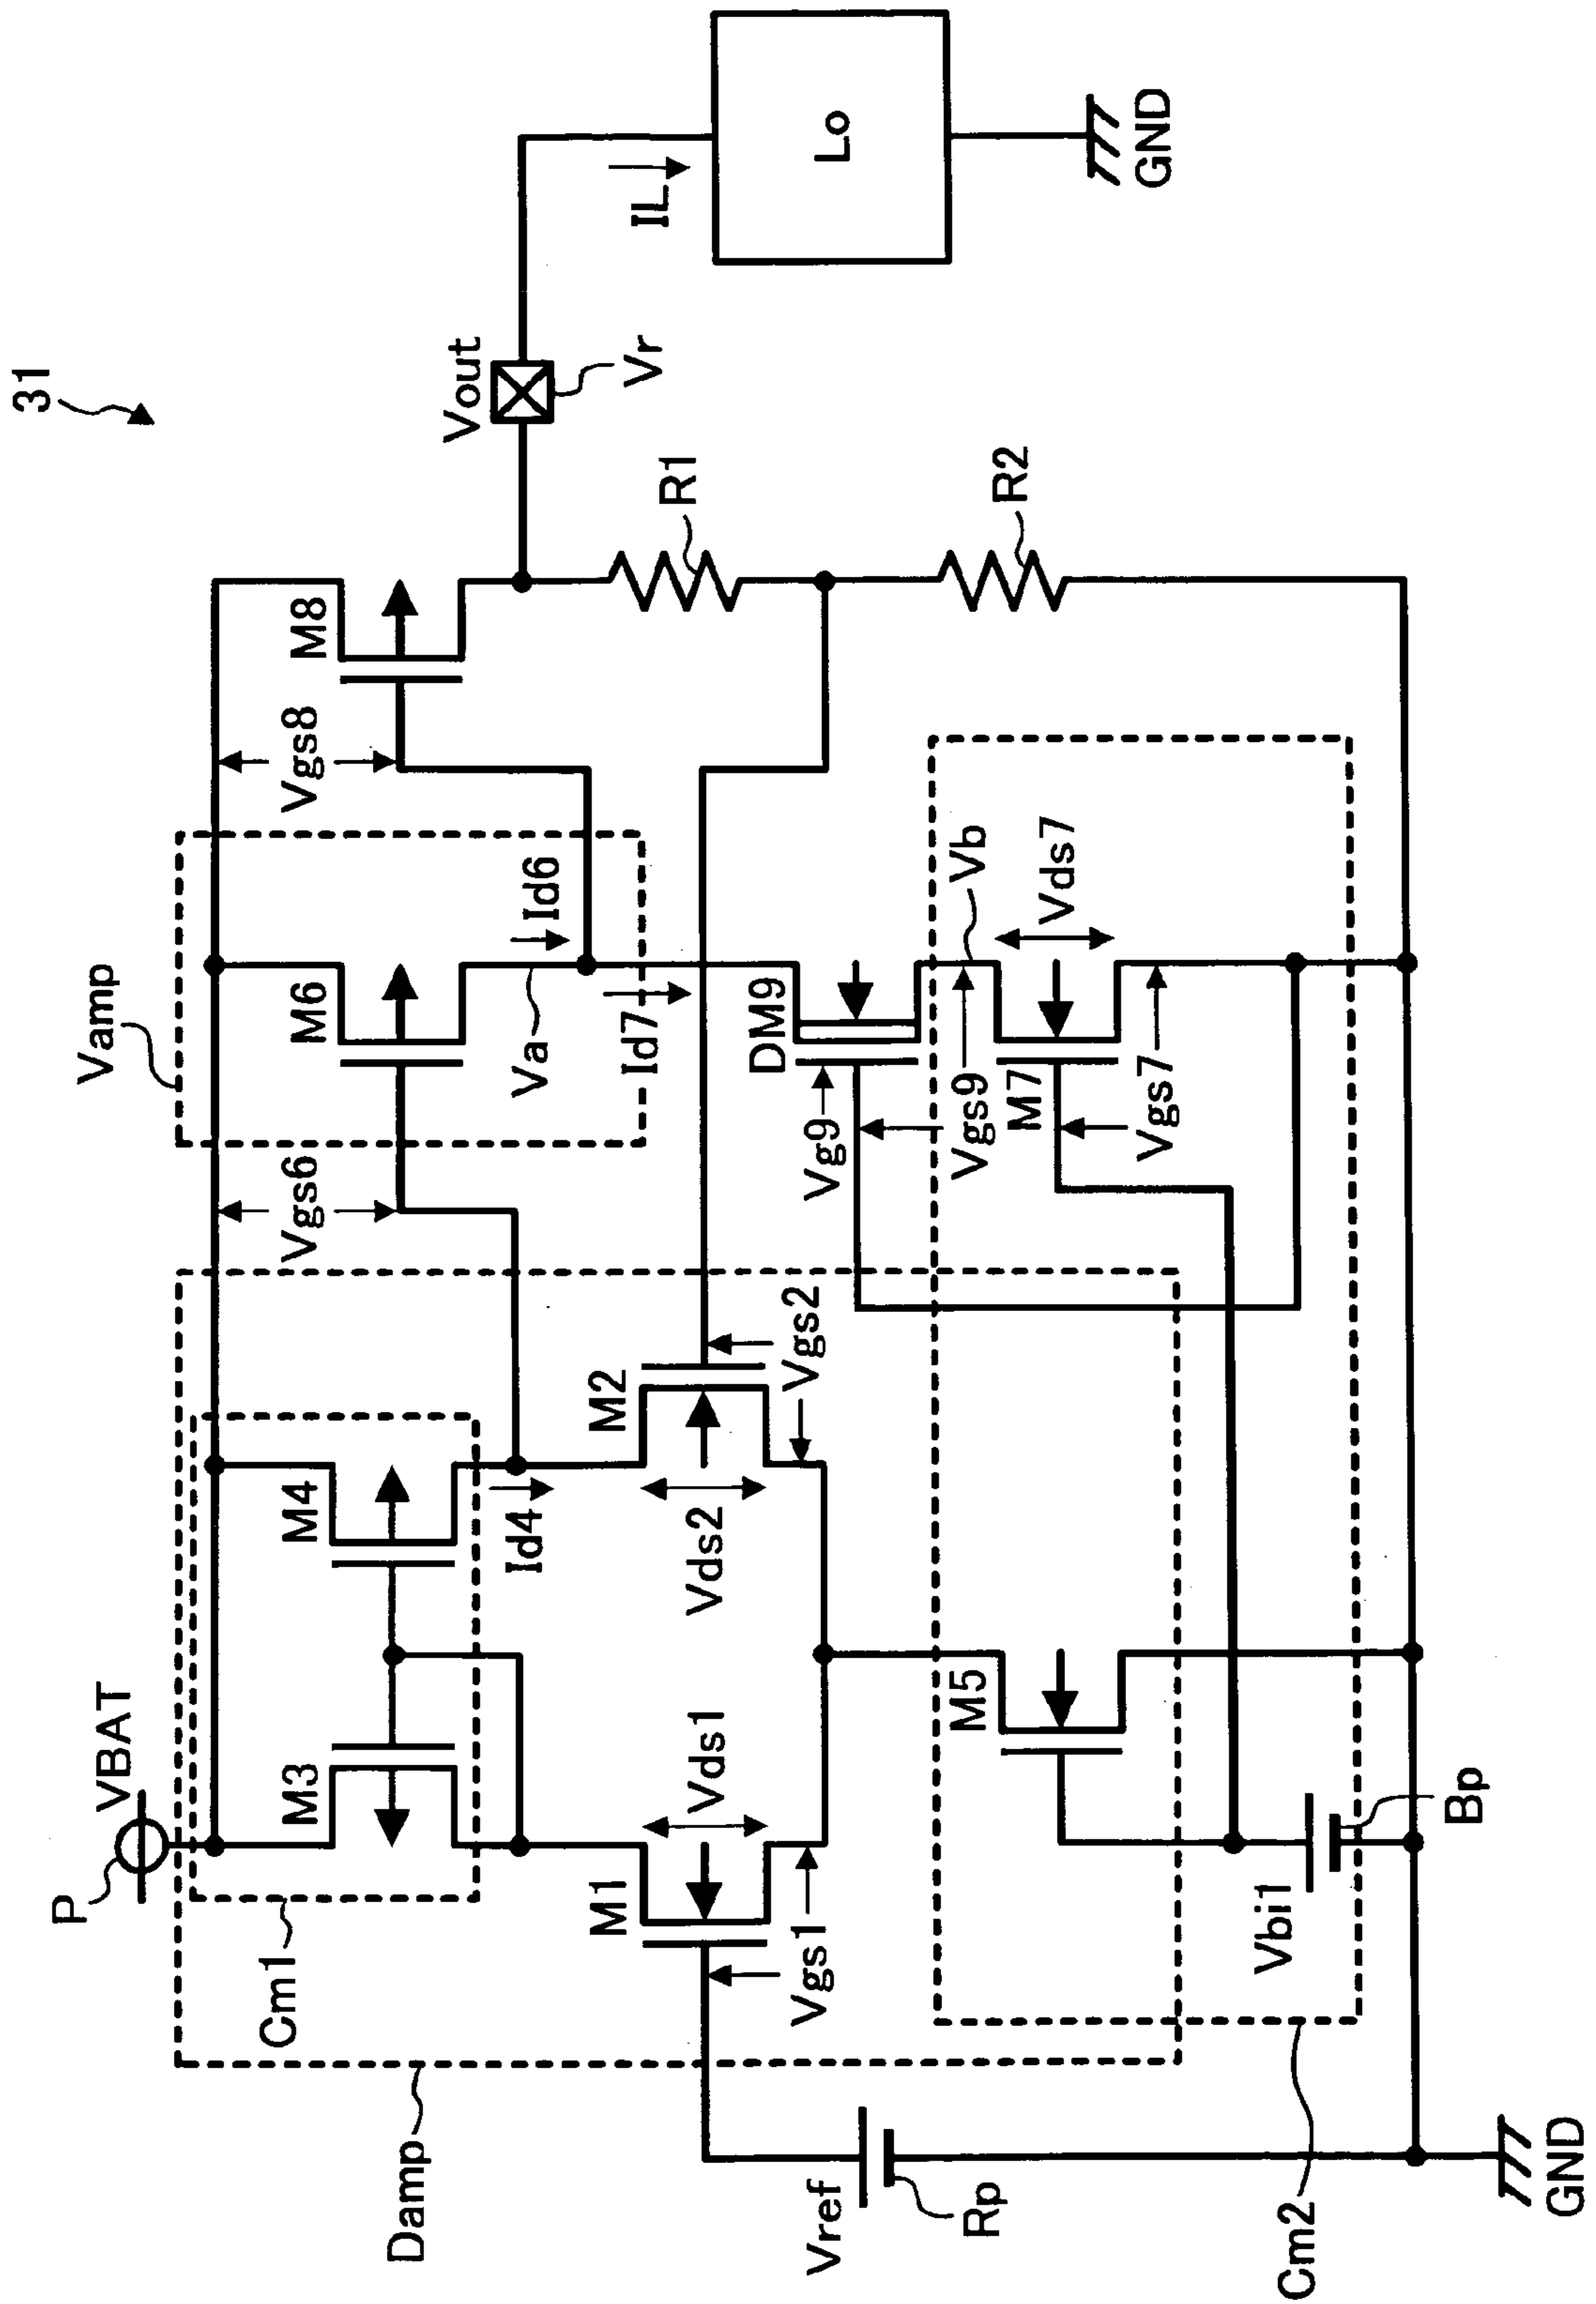 31
VBAT
P
Cm1
Damp
M3
M4
Vgs6
Vamp
M6
Vgs8
M8
Id4
Va
Id6
Id7
Vout
Vr
IL
Lo
GND
M1
Vds1
Vgs1
M2
Vds2
Vgs2
Vg9
DM9
Vgs9
Vb
M7
Vds7
Vgs7
R1
R2
M5
Vref
Rp
Vbi1
Bp
Cm2
GND